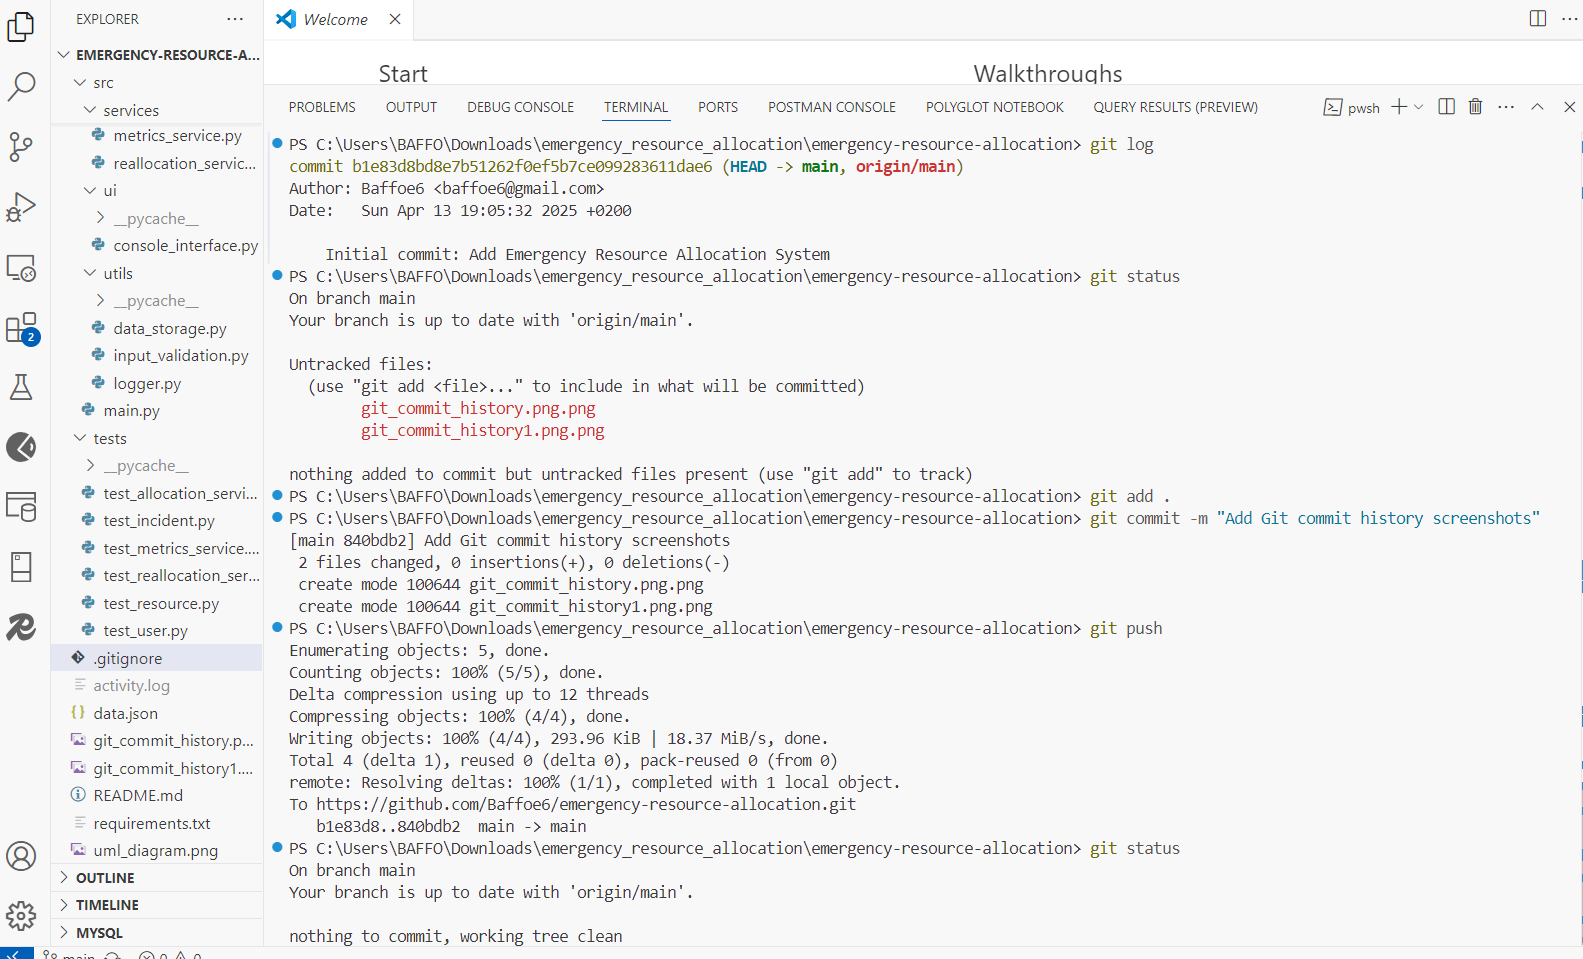 EXPLORER
Welcome
EMERGENCY-RESOURCE-A...
src
services
metrics_service.py
reallocation_servic...
ui
__pycache__
console_interface.py
utils
__pycache__
data_storage.py
input_validation.py
logger.py
main.py
tests
__pycache__
test_allocation_servi...
test_incident.py
test_metrics_service....
test_reallocation_ser...
test_resource.py
test_user.py
.gitignore
activity.log
data.json
git_commit_history.p...
git_commit_history1....
README.md
requirements.txt
uml_diagram.png
OUTLINE
TIMELINE
MYSQL
2
Start
Walkthroughs
PROBLEMS OUTPUT DEBUG CONSOLE TERMINAL PORTS POSTMAN CONSOLE POLYGLOT NOTEBOOK QUERY RESULTS (PREVIEW) pwsh
PS C:\Users\BAFFO\Downloads\emergency_resource_allocation\emergency-resource-allocation> git log
commit b1e83d8bd8e7b51262f0ef5b7ce099283611dae6 (HEAD -> main, origin/main)
Author: Baffoe6 <baffoe6@gmail.com>
Date:   Sun Apr 13 19:05:32 2025 +0200
Initial commit: Add Emergency Resource Allocation System
PS C:\Users\BAFFO\Downloads\emergency_resource_allocation\emergency-resource-allocation> git status
On branch main
Your branch is up to date with 'origin/main'.
Untracked files:
(use "git add <file>..." to include in what will be committed)
git_commit_history.png.png
git_commit_history1.png.png
nothing added to commit but untracked files present (use "git add" to track)
PS C:\Users\BAFFO\Downloads\emergency_resource_allocation\emergency-resource-allocation> git add .
PS C:\Users\BAFFO\Downloads\emergency_resource_allocation\emergency-resource-allocation> git commit -m "Add Git commit history screenshots"
[main 840bdb2] Add Git commit history screenshots
2 files changed, 0 insertions(+), 0 deletions(-)
create mode 100644 git_commit_history.png.png
create mode 100644 git_commit_history1.png.png
PS C:\Users\BAFFO\Downloads\emergency_resource_allocation\emergency-resource-allocation> git push
Enumerating objects: 5, done.
Counting objects: 100% (5/5), done.
Delta compression using up to 12 threads
Compressing objects: 100% (4/4), done.
Writing objects: 100% (4/4), 293.96 KiB | 18.37 MiB/s, done.
Total 4 (delta 1), reused 0 (delta 0), pack-reused 0 (from 0)
remote: Resolving deltas: 100% (1/1), completed with 1 local object.
To https://github.com/Baffoe6/emergency-resource-allocation.git
b1e83d8..840bdb2  main -> main
PS C:\Users\BAFFO\Downloads\emergency_resource_allocation\emergency-resource-allocation> git status
On branch main
Your branch is up to date with 'origin/main'.
nothing to commit, working tree clean
main 0 0